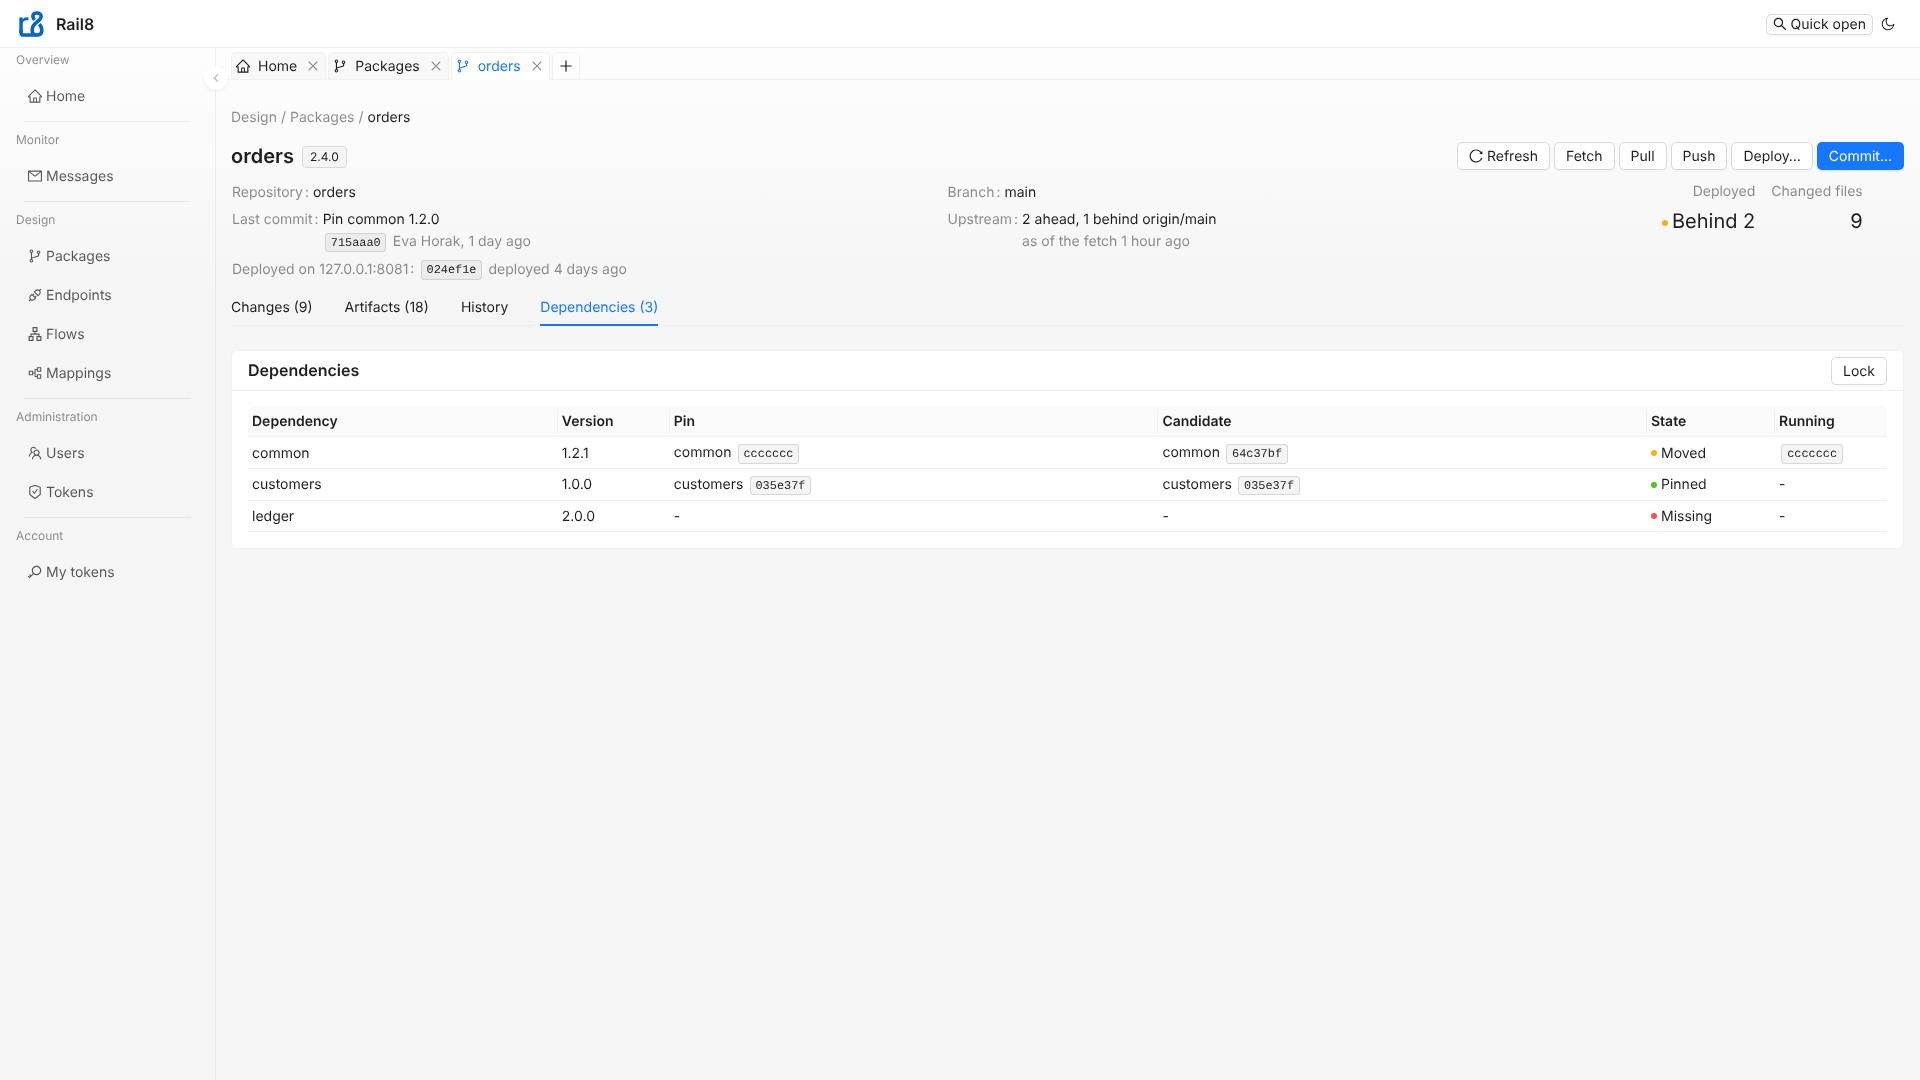 Rail8
Quick open
Overview
Home
Monitor
Messages
Design
Packages
Endpoints
Flows
Mappings
Administration
Users
Tokens
Account
My tokens
Home
Packages
orders
Design / Packages / orders
orders 2.4.0
Refresh
Fetch
Pull
Push
Deploy...
Commit...
Repository: orders
Branch: main
Last commit: Pin common 1.2.0
715aaa0 Eva Horak, 1 day ago
Upstream: 2 ahead, 1 behind origin/main
as of the fetch 1 hour ago
Deployed on 127.0.0.1:8081: 024ef1e deployed 4 days ago
Deployed
Behind 2
Changed files
9
Changes (9)
Artifacts (18)
History
Dependencies (3)
Dependencies
Lock
Dependency Version Pin Candidate State Running
common 1.2.1 common ccccccc common 64c37bf Moved ccccccc
customers 1.0.0 customers 035e37f customers 035e37f Pinned -
ledger 2.0.0 - - Missing -